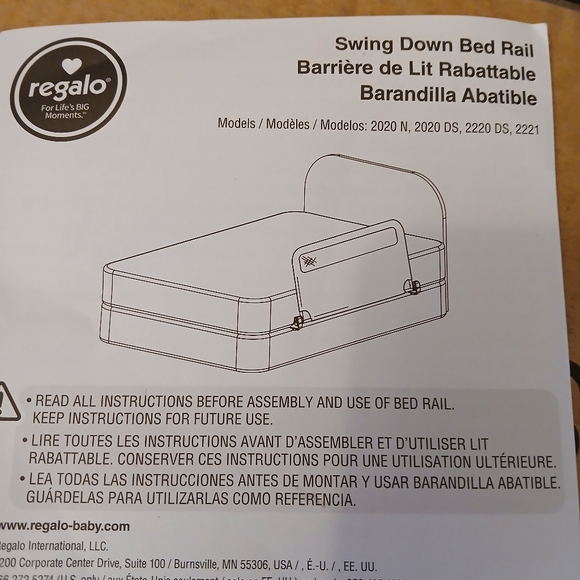 regalo®
For Life's BIG
Moments.™
Swing Down Bed Rail
Barrière de Lit Rabattable
Barandilla Abatible
Models / Modèles / Modelos: 2020 N, 2020 DS, 2220 DS, 2221
• READ ALL INSTRUCTIONS BEFORE ASSEMBLY AND USE OF BED RAIL.
KEEP INSTRUCTIONS FOR FUTURE USE.
• LIRE TOUTES LES INSTRUCTIONS AVANT D'ASSEMBLER ET D'UTILISER LIT
RABATTABLE. CONSERVER CES INSTRUCTIONS POUR UNE UTILISATION ULTÉRIEURE.
• LEA TODAS LAS INSTRUCCIONES ANTES DE MONTAR Y USAR BARANDILLA ABATIBLE.
GUÁRDELAS PARA UTILIZARLAS COMO REFERENCIA.
www.regalo-baby.com
Regalo International, LLC.
200 Corporate Center Drive, Suite 100 / Burnsville, MN 55306, USA / , É.-U. / , EE. UU.